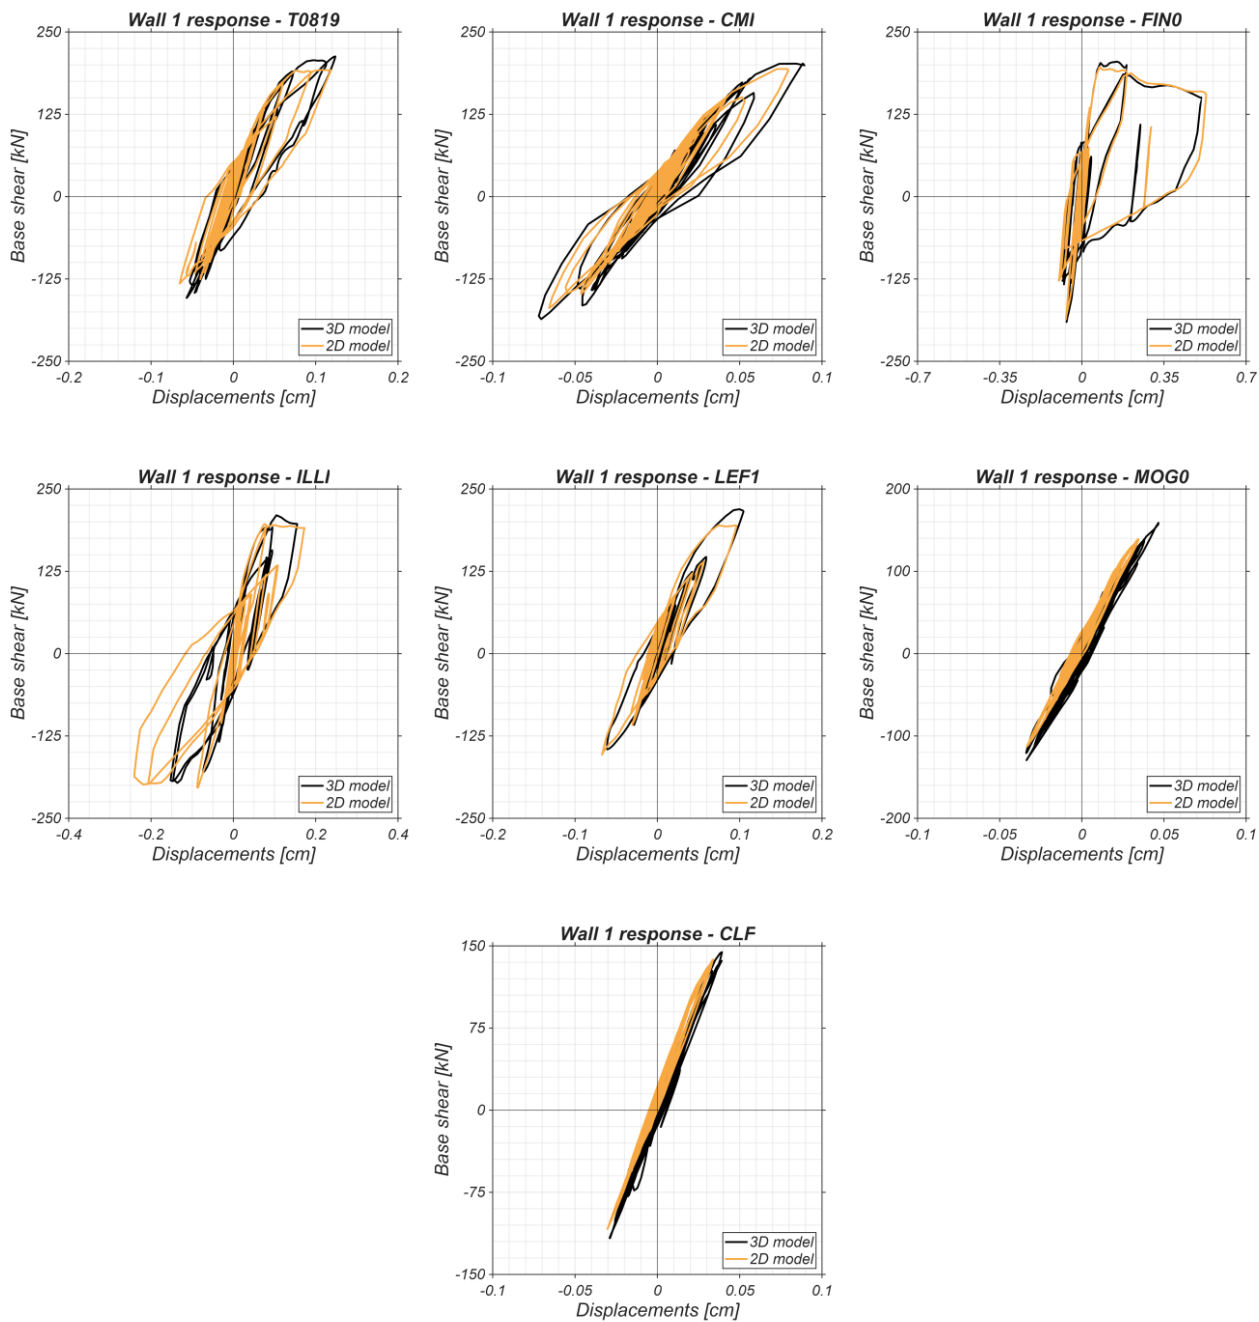 Wall 1 response - T0819
250
125
0
-125
-250
Base shear [kN]
-0.2 -0.1 0 0.1 0.2
Displacements [cm]
3D model
2D model
Wall 1 response - CMI
250
125
0
-125
-250
Base shear [kN]
-0.1 -0.05 0 0.05 0.1
Displacements [cm]
3D model
2D model
Wall 1 response - FIN0
250
125
0
-125
-250
Base shear [kN]
-0.7 -0.35 0 0.35 0.7
Displacements [cm]
3D model
2D model
Wall 1 response - ILLI
250
125
0
-125
-250
Base shear [kN]
-0.4 -0.2 0 0.2 0.4
Displacements [cm]
3D model
2D model
Wall 1 response - LEF1
250
125
0
-125
-250
Base shear [kN]
-0.2 -0.1 0 0.1 0.2
Displacements [cm]
3D model
2D model
Wall 1 response - MOG0
200
100
0
-100
-200
Base shear [kN]
-0.1 -0.05 0 0.05 0.1
Displacements [cm]
3D model
2D model
Wall 1 response - CLF
150
75
0
-75
-150
Base shear [kN]
-0.1 -0.05 0 0.05 0.1
Displacements [cm]
3D model
2D model